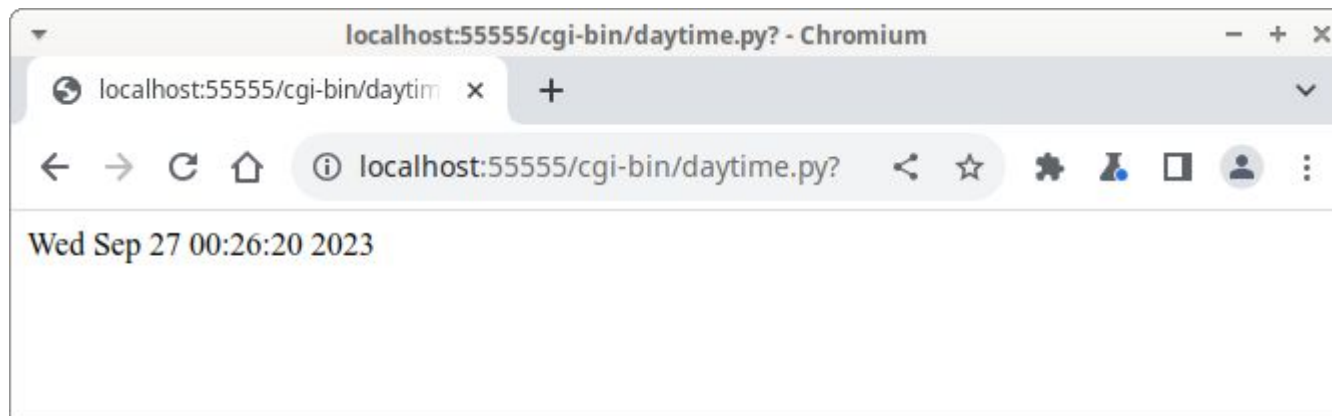 localhost:55555/cgi-bin/daytime.py? - Chromium
localhost:55555/cgi-bin/daytim
localhost:55555/cgi-bin/daytime.py?
Wed Sep 27 00:26:20 2023